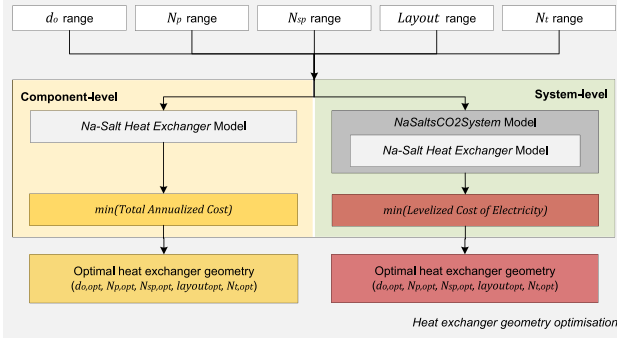 d_o range
N_p range
N_sp range
Layout range
N_t range
Component-level
System-level
Na-Salt Heat Exchanger Model
NaSaltsCO2System Model
Na-Salt Heat Exchanger Model
min(Total Annualized Cost)
min(Levelized Cost of Electricity)
Optimal heat exchanger geometry
(d_o,opt, N_p,opt, N_sp,opt, layout_opt, N_t,opt)
Optimal heat exchanger geometry
(d_o,opt, N_p,opt, N_sp,opt, layout_opt, N_t,opt)
Heat exchanger geometry optimisation